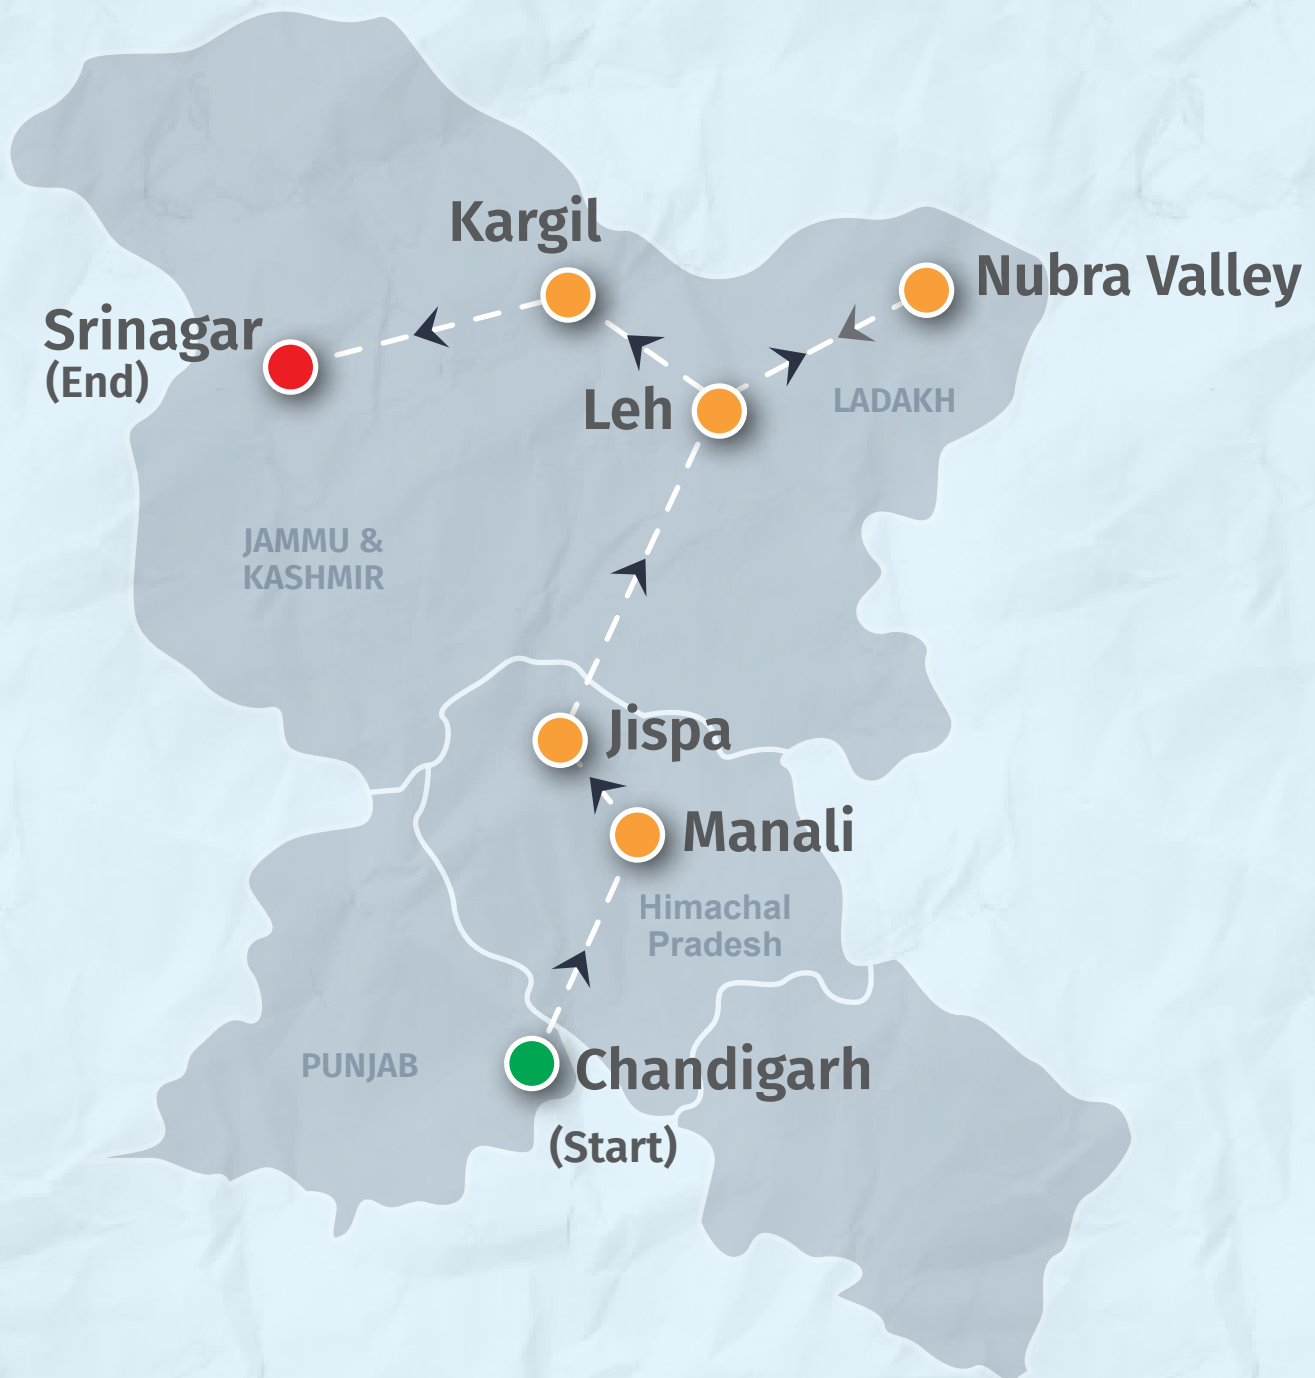 Kargil
Nubra Valley
Srinagar
(End)
Leh
LADAKH
JAMMU &
KASHMIR
Jispa
Manali
Himachal
Pradesh
PUNJAB
Chandigarh
(Start)